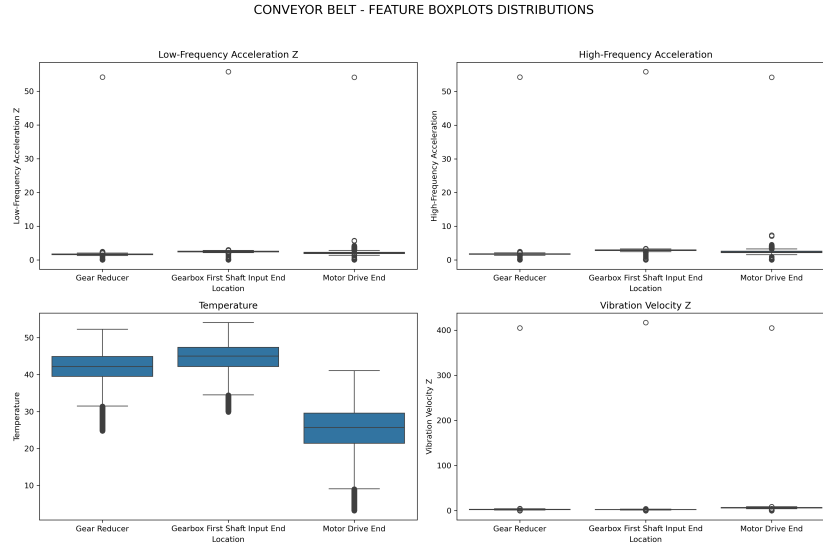 CONVEYOR BELT - FEATURE BOXPLOTS DISTRIBUTIONS
Low-Frequency Acceleration Z
Low-Frequency Acceleration Z
50
40
30
20
10
0
Gear Reducer
Gearbox First Shaft Input End
Motor Drive End
Location
High-Frequency Acceleration
High-Frequency Acceleration
50
40
30
20
10
0
Gear Reducer
Gearbox First Shaft Input End
Motor Drive End
Location
Temperature
Temperature
50
40
30
20
10
Gear Reducer
Gearbox First Shaft Input End
Motor Drive End
Location
Vibration Velocity Z
Vibration Velocity Z
400
300
200
100
0
Gear Reducer
Gearbox First Shaft Input End
Motor Drive End
Location